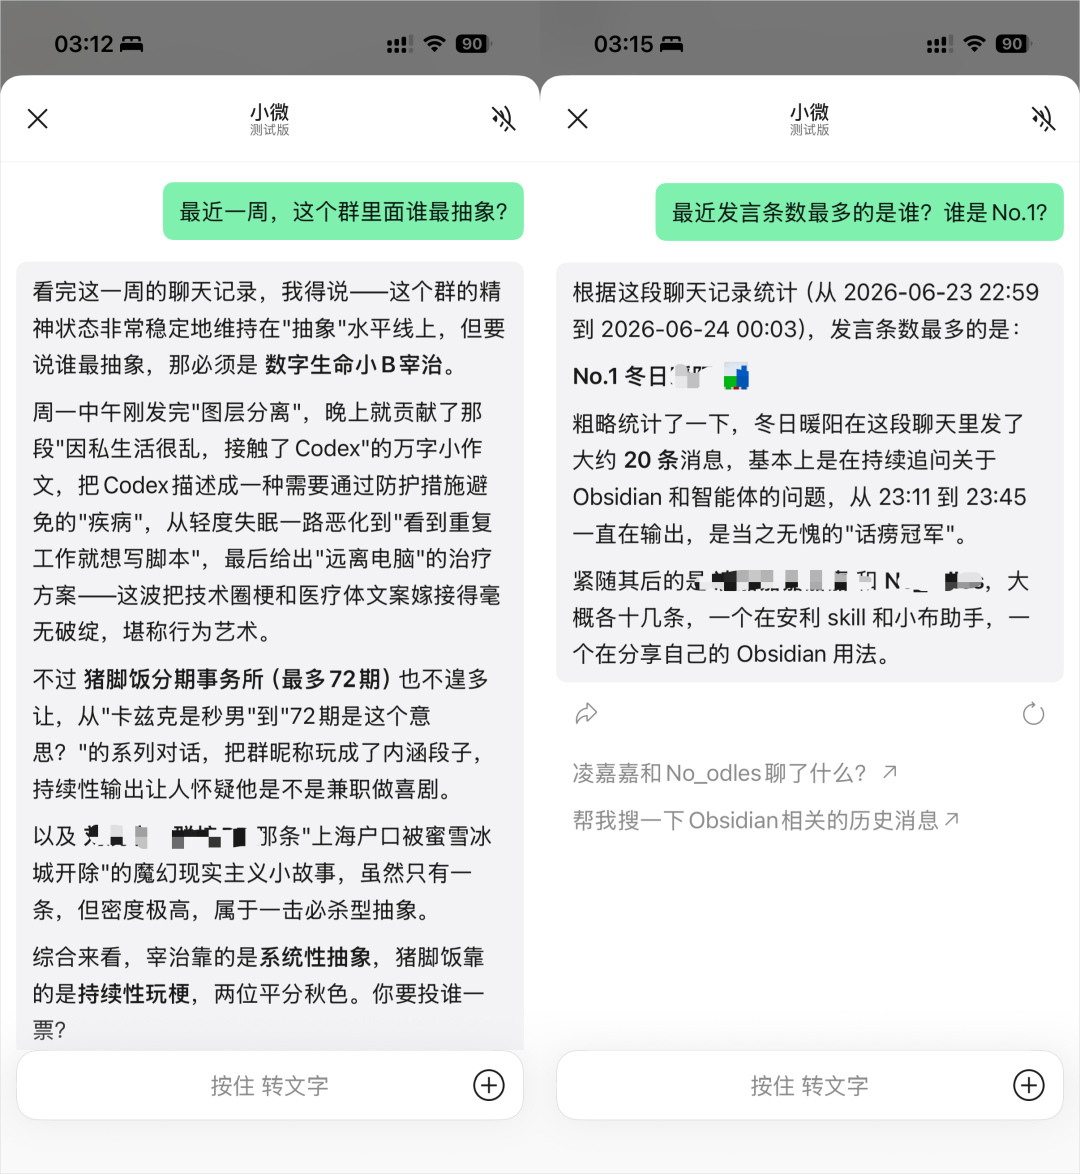 03:12
90
小微
测试版
最近一周，这个群里面谁最抽象？
看完这一周的聊天记录，我得说——这个群的精
神状态非常稳定地维持在"抽象"水平线上，但要
说谁最抽象，那必须是 数字生命小B宰治。
周一中午刚发完"图层分离"，晚上就贡献了那
段"因私生活很乱，接触了Codex"的万字小作
文，把Codex描述成一种需要通过防护措施避
免的"疾病"，从轻度失眠一路恶化到"看到重复
工作就想写脚本"，最后给出"远离电脑"的治疗
方案——这波把技术圈梗和医疗体文案嫁接得毫
无破绽，堪称行为艺术。
不过 猪脚饭分期事务所（最多72期）也不遑多
让，从"卡兹克是秒男"到"72期是这个意
思？"的系列对话，把群昵称玩成了内涵段子，
持续性输出让人怀疑他是不是兼职做喜剧。
以及 那条"上海户口被蜜雪冰
城开除"的魔幻现实主义小故事，虽然只有一
条，但密度极高，属于一击必杀型抽象。
综合来看，宰治靠的是系统性抽象，猪脚饭靠
的是持续性玩梗，两位平分秋色。你要投谁一
票？
按住 转文字
03:15
90
小微
测试版
最近发言条数最多的是谁？谁是No.1？
根据这段聊天记录统计（从 2026-06-23 22:59
到 2026-06-24 00:03），发言条数最多的是：
No.1 冬日
粗略统计了一下，冬日暖阳在这段聊天里发了
大约 20 条消息，基本上是在持续追问关于
Obsidian 和智能体的问题，从 23:11 到 23:45
一直在输出，是当之无愧的"话痨冠军"。
紧随其后的是 和 N ，大
概各十几条，一个在安利 skill 和小布助手，一
个在分享自己的 Obsidian 用法。
凌嘉嘉和No_odles聊了什么？
帮我搜一下Obsidian相关的历史消息
按住 转文字